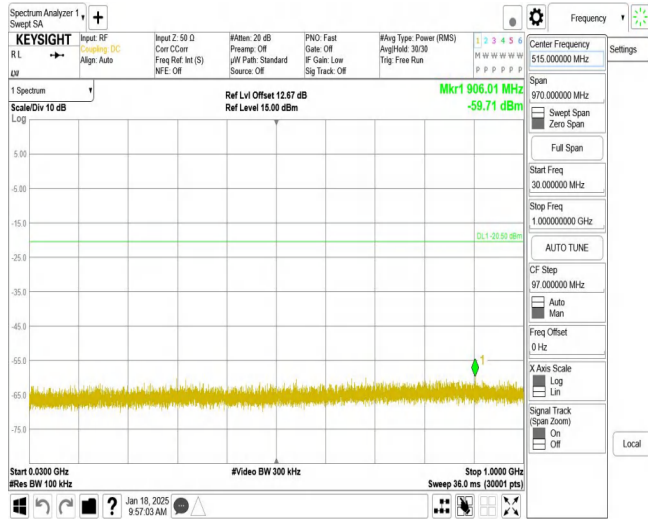 Spectrum Analyzer 1
Swept SA
+
Frequency
KEYSIGHT
RL
LXI
Input: RF
Coupling: DC
Align: Auto
Input Z: 50 Ω
Corr CCorr
Freq Ref: Int (S)
NFE: Off
#Atten: 20 dB
Preamp: Off
µW Path: Standard
Source: Off
PNO: Fast
Gate: Off
IF Gain: Low
Sig Track: Off
#Avg Type: Power (RMS)
Avg|Hold: 30/30
Trig: Free Run
1 2 3 4 5 6
M W W W W W
P P P P P P
1 Spectrum
Scale/Div 10 dB
Log
Ref Lvl Offset 12.67 dB
Ref Level 15.00 dBm
Mkr1 906.01 MHz
-59.71 dBm
5.00
-5.00
-15.0
DL1 -20.50 dBm
-25.0
-35.0
-45.0
-55.0
1
-65.0
-75.0
Start 0.0300 GHz
#Res BW 100 kHz
#Video BW 300 kHz
Stop 1.0000 GHz
Sweep 36.0 ms (30001 pts)
Center Frequency
515.000000 MHz
Span
970.000000 MHz
Swept Span
Zero Span
Full Span
Start Freq
30.000000 MHz
Stop Freq
1.000000000 GHz
AUTO TUNE
CF Step
97.000000 MHz
Auto
Man
Freq Offset
0 Hz
X Axis Scale
Log
Lin
Signal Track
(Span Zoom)
On
Off
Settings
Local
?
Jan 18, 2025
9:57:03 AM